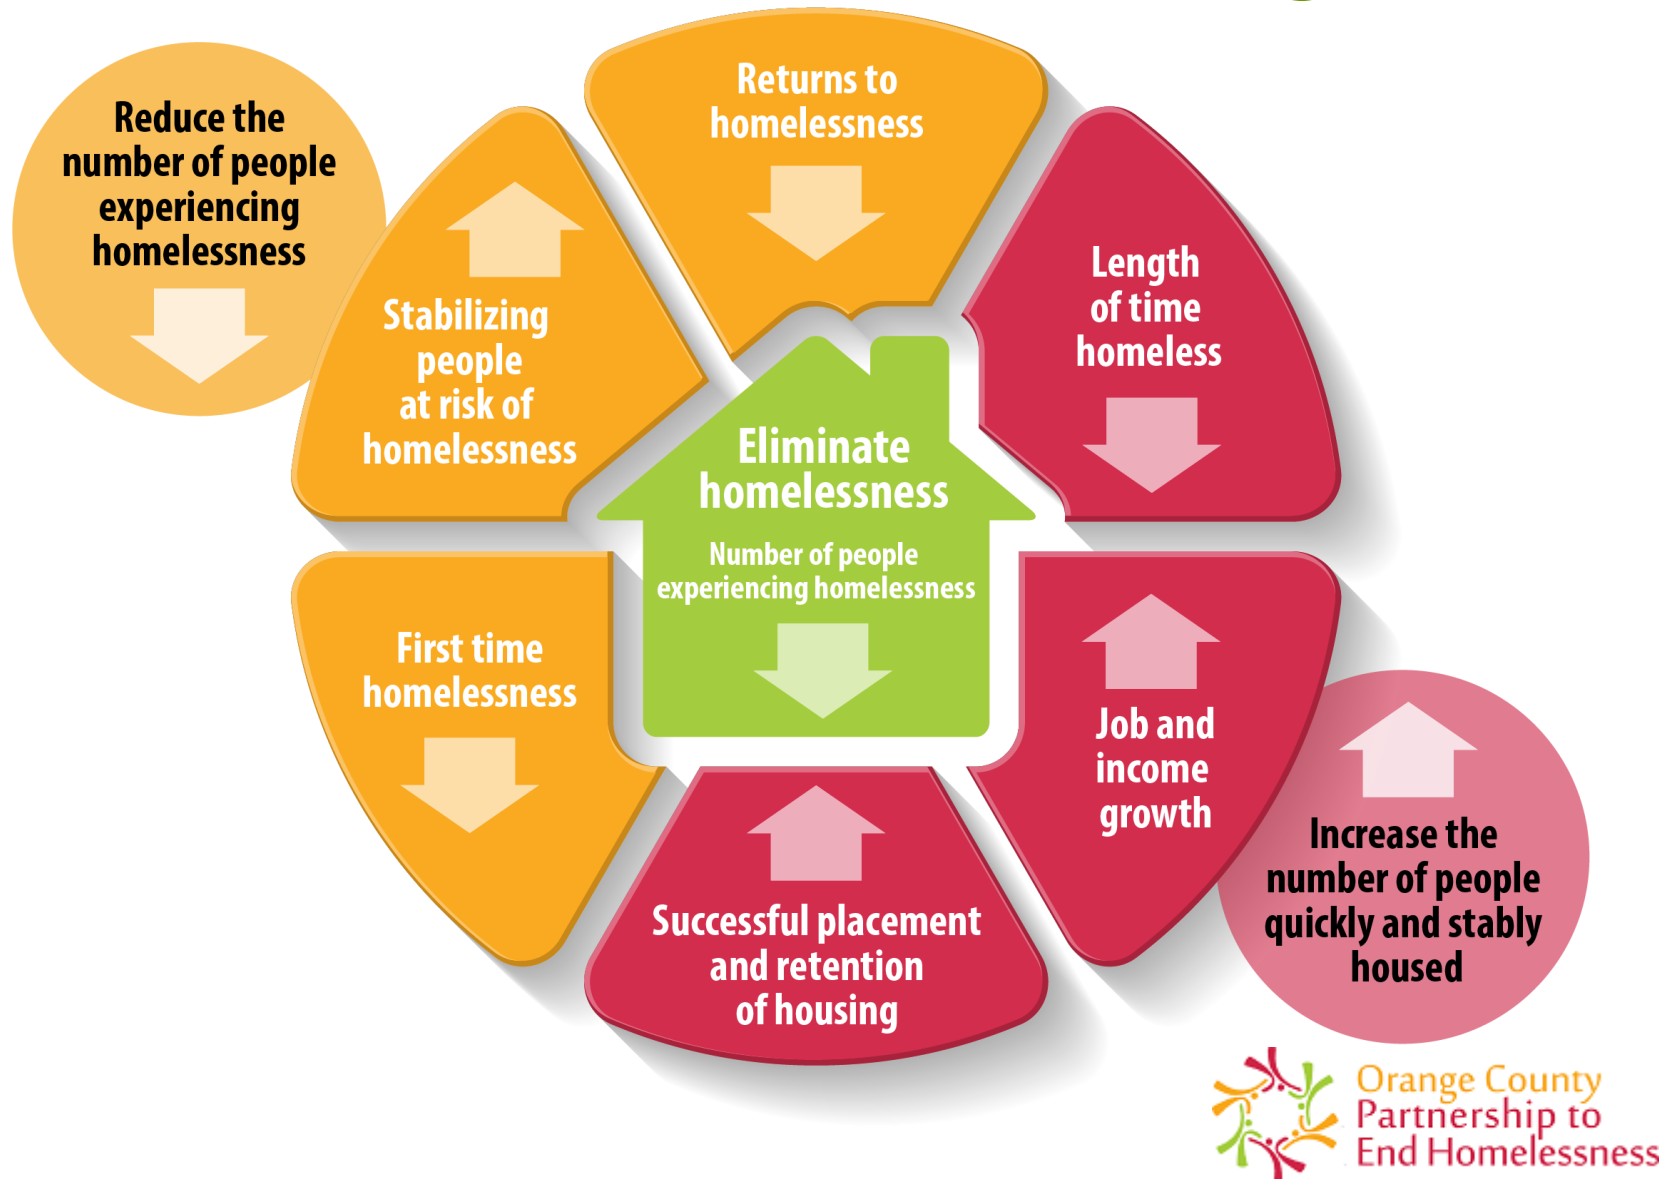 Reduce the
number of people
experiencing
homelessness
Returns to
homelessness
Stabilizing
people
at risk of
homelessness
Length
of time
homeless
Eliminate
homelessness
Number of people
experiencing homelessness
First time
homelessness
Job and
income
growth
Successful placement
and retention
of housing
Increase the
number of people
quickly and stably
housed
Orange County
Partnership to
End Homelessness